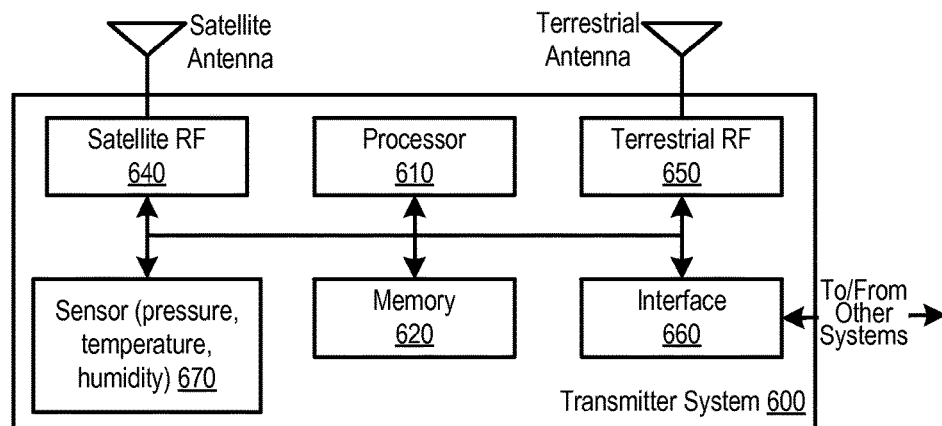 Satellite
Antenna
Terrestrial
Antenna
Satellite RF
640
Processor
610
Terrestrial RF
650
Sensor (pressure,
temperature,
humidity) 670
Memory
620
Interface
660
To/From
Other
Systems
Transmitter System 600